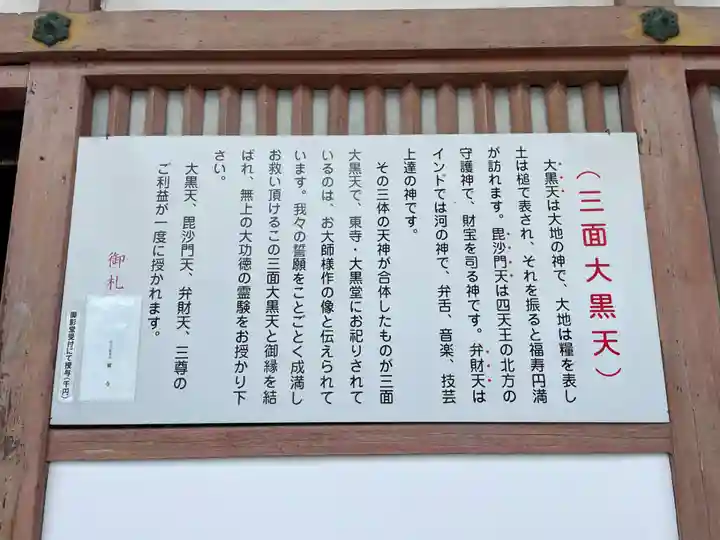 （三面大黒天）
大黒天は大地の神で、大地は糧を表し
土は槌で表され、それを振ると福寿円満
が訪れます。毘沙門天は四天王の北方の
守護神で、財宝を司る神です。弁財天は
インドでは河の神で、弁舌、音楽、技芸
上達の神です。
その三体の天神が合体したものが三面
大黒天で、東寺・大黒堂にお祀りされて
いるのは、お大師様作の像と伝えられて
います。我々の誓願をことごとく成満し
お救い頂けるこの三面大黒天と御縁を結
ばれ、無上の大功徳の霊験をお授かり下
さい。
大黒天、毘沙門天、弁財天、三尊の
ご利益が一度に授かれます。
御札
御影堂受付にて授与（千円）